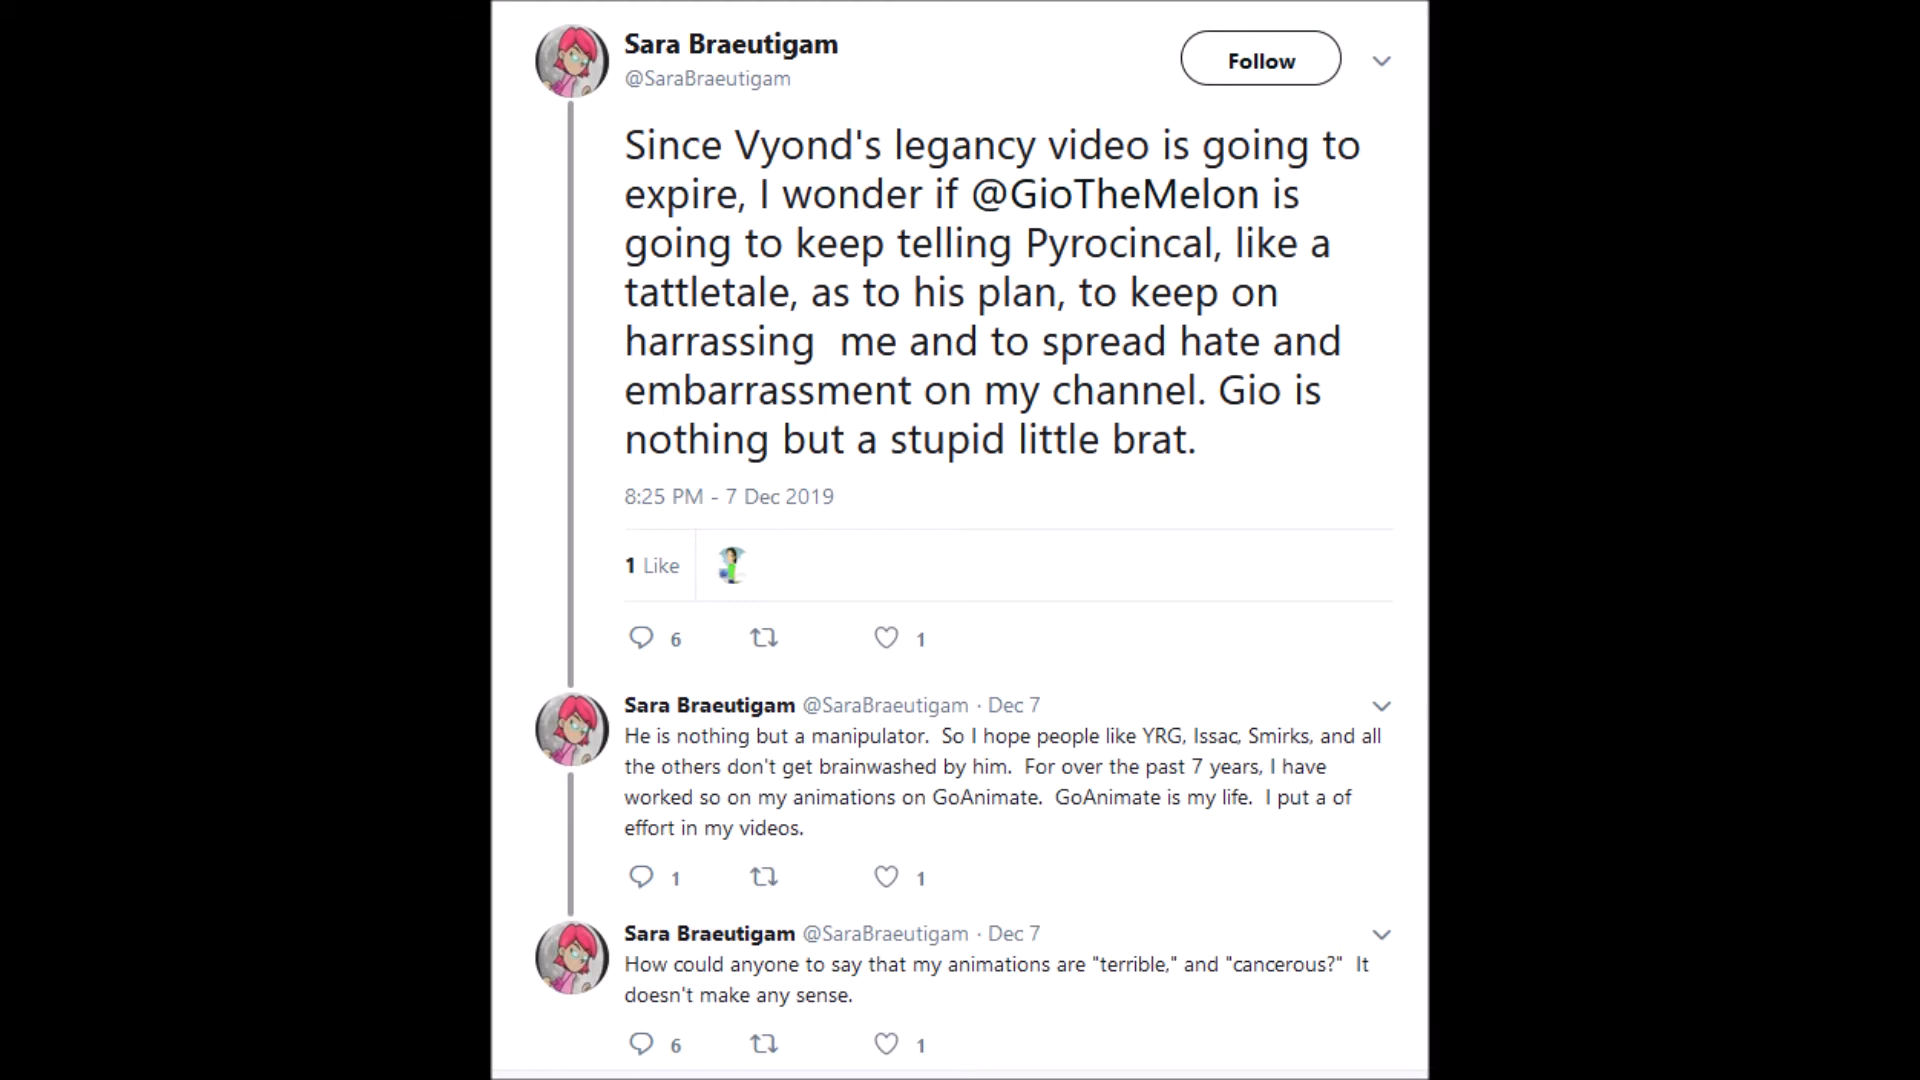 Sara Braeutigam
@SaraBraeutigam
Follow
Since Vyond's legancy video is going to
expire, I wonder if @GioTheMelon is
going to keep telling Pyrocincal, like a
tattletale, as to his plan, to keep on
harrassing  me and to spread hate and
embarrassment on my channel. Gio is
nothing but a stupid little brat.
8:25 PM - 7 Dec 2019
1 Like
6 1
Sara Braeutigam @SaraBraeutigam · Dec 7
He is nothing but a manipulator.  So I hope people like YRG, Issac, Smirks, and all
the others don't get brainwashed by him.  For over the past 7 years, I have
worked so on my animations on GoAnimate.  GoAnimate is my life.  I put a of
effort in my videos.
1 1
Sara Braeutigam @SaraBraeutigam · Dec 7
How could anyone to say that my animations are "terrible," and "cancerous?"  It
doesn't make any sense.
6 1